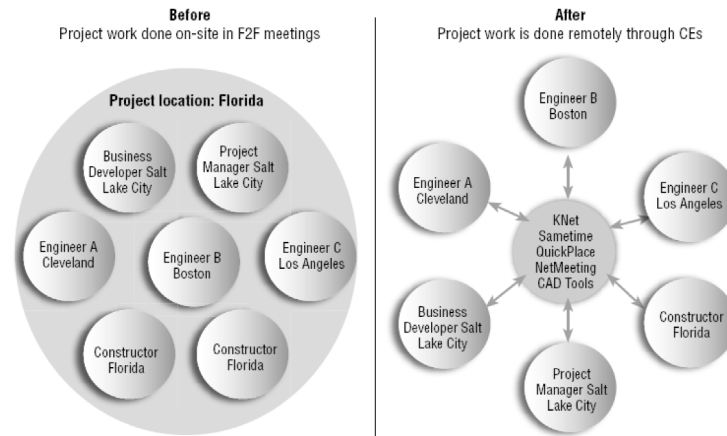 Before
Project work done on-site in F2F meetings
Project location: Florida
Business
Developer Salt
Lake City
Project
Manager Salt
Lake City
Engineer A
Cleveland
Engineer B
Boston
Engineer C
Los Angeles
Constructor
Florida
Constructor
Florida
After
Project work is done remotely through CEs
Engineer B
Boston
Engineer A
Cleveland
Engineer C
Los Angeles
KNet
Sametime
QuickPlace
NetMeeting
CAD Tools
Business
Developer Salt
Lake City
Constructor
Florida
Project
Manager Salt
Lake City